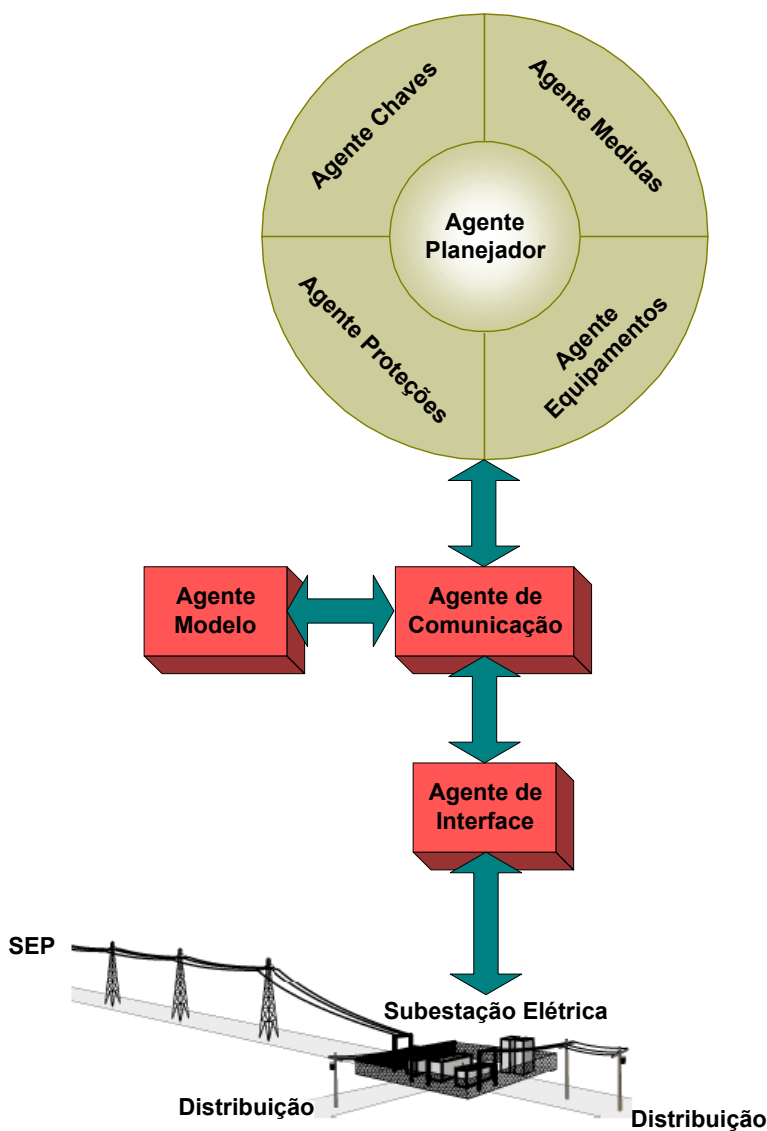 Agente Chaves
Agente Medidas
Agente
Planejador
Agente Proteções
Agente
Equipamentos
Agente
Modelo
Agente de
Comunicação
Agente de
Interface
SEP
Subestação Elétrica
Distribuição
Distribuição